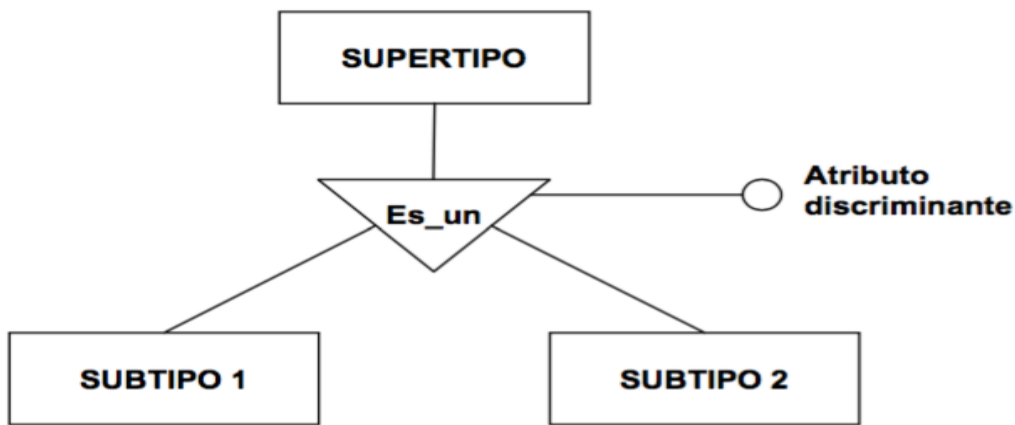 SUPERTIPO
Es_un
Atributo
discriminante
SUBTIPO 1
SUBTIPO 2